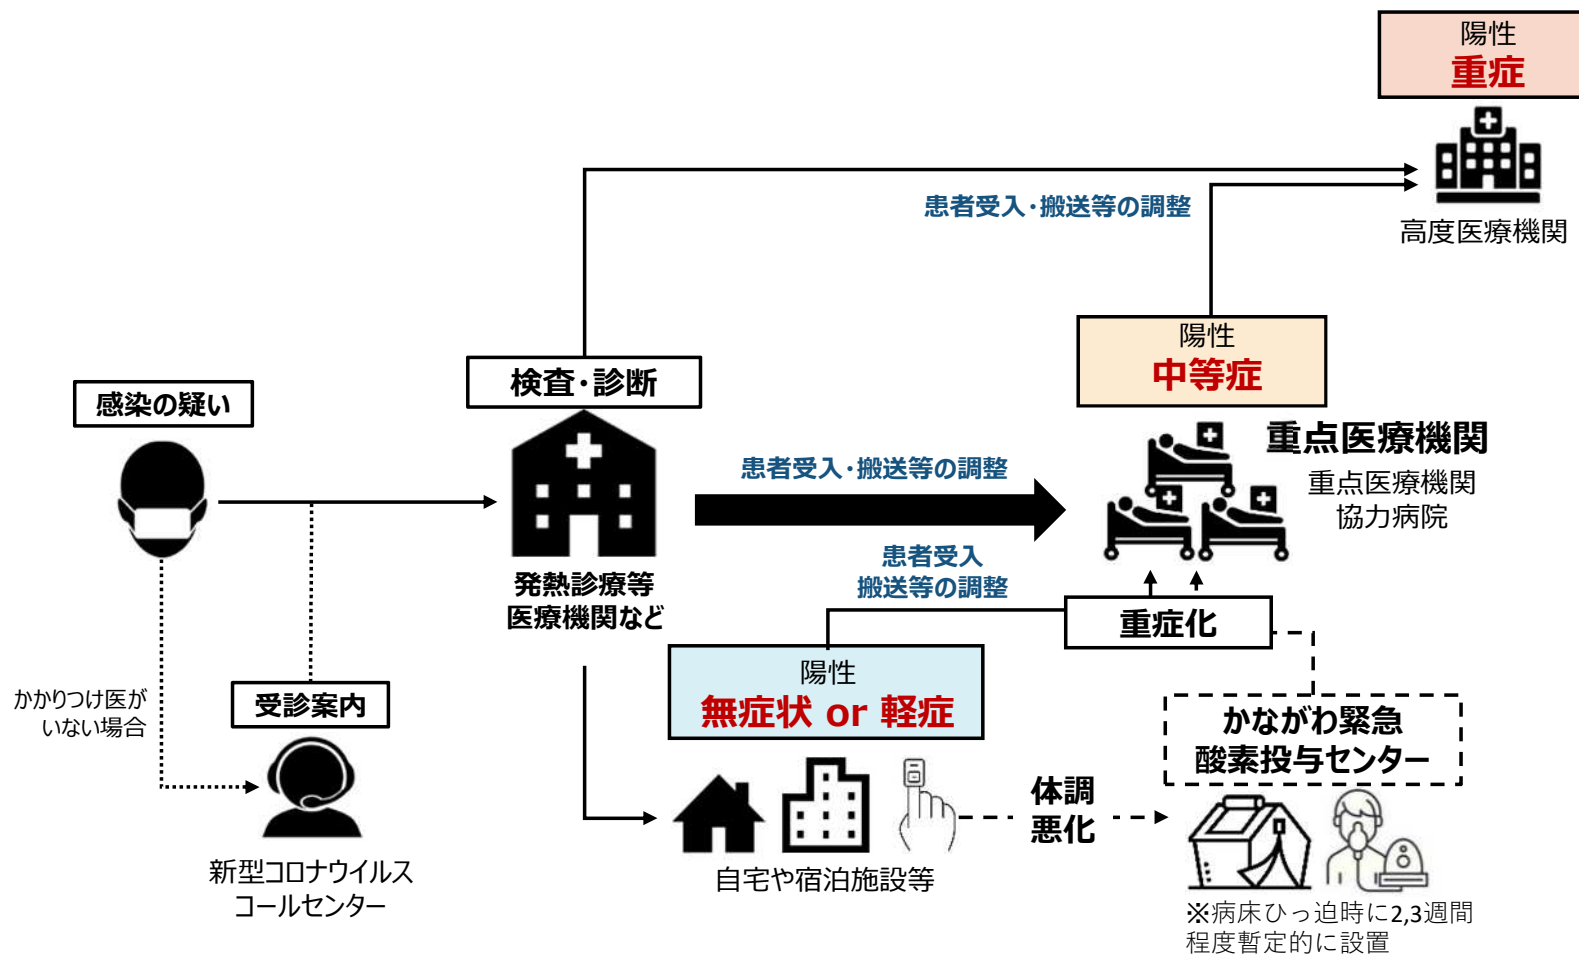 陽性
重症
高度医療機関
患者受入・搬送等の調整
陽性
中等症
検査・診断
感染の疑い
重点医療機関
重点医療機関
協力病院
患者受入・搬送等の調整
患者受入
搬送等の調整
発熱診療等
医療機関など
重症化
陽性
無症状 or 軽症
かかりつけ医が
いない場合
受診案内
かながわ緊急
酸素投与センター
体調
悪化
自宅や宿泊施設等
新型コロナウイルス
コールセンター
※病床ひっ迫時に2,3週間
程度暫定的に設置